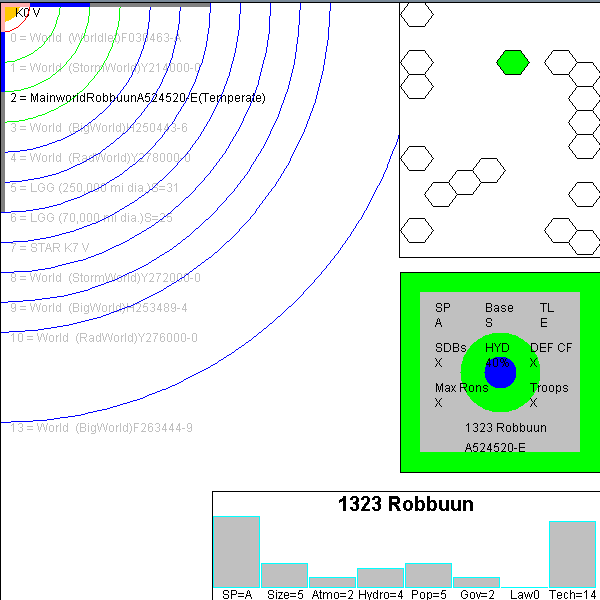 K0 V
0 = World (Worldlet)F030463-A
1 = World (StormWorld)Y214000-0
2 = MainworldRobbuunA524520-E(Temperate)
3 = World (BigWorld)H250443-6
4 = World (RadWorld)Y278000-0
5 = LGG (250,000 mi dia.)S=31
6 = LGG (70,000 mi dia.)S=25
7 = STAR K7 V
8 = World (StormWorld)Y272000-0
9 = World (BigWorld)H253489-4
10 = World (RadWorld)Y276000-0
13 = World (BigWorld)F263444-9
SP Base TL
A S E
SDBs HYD DEF CF
X 40% X
Max Rons Troops
X X
1323 Robbuun
A524520-E
1323 Robbuun
SP=A Size=5 Atmo=2 Hydro=4 Pop=5 Gov=2 Law0 Tech=14